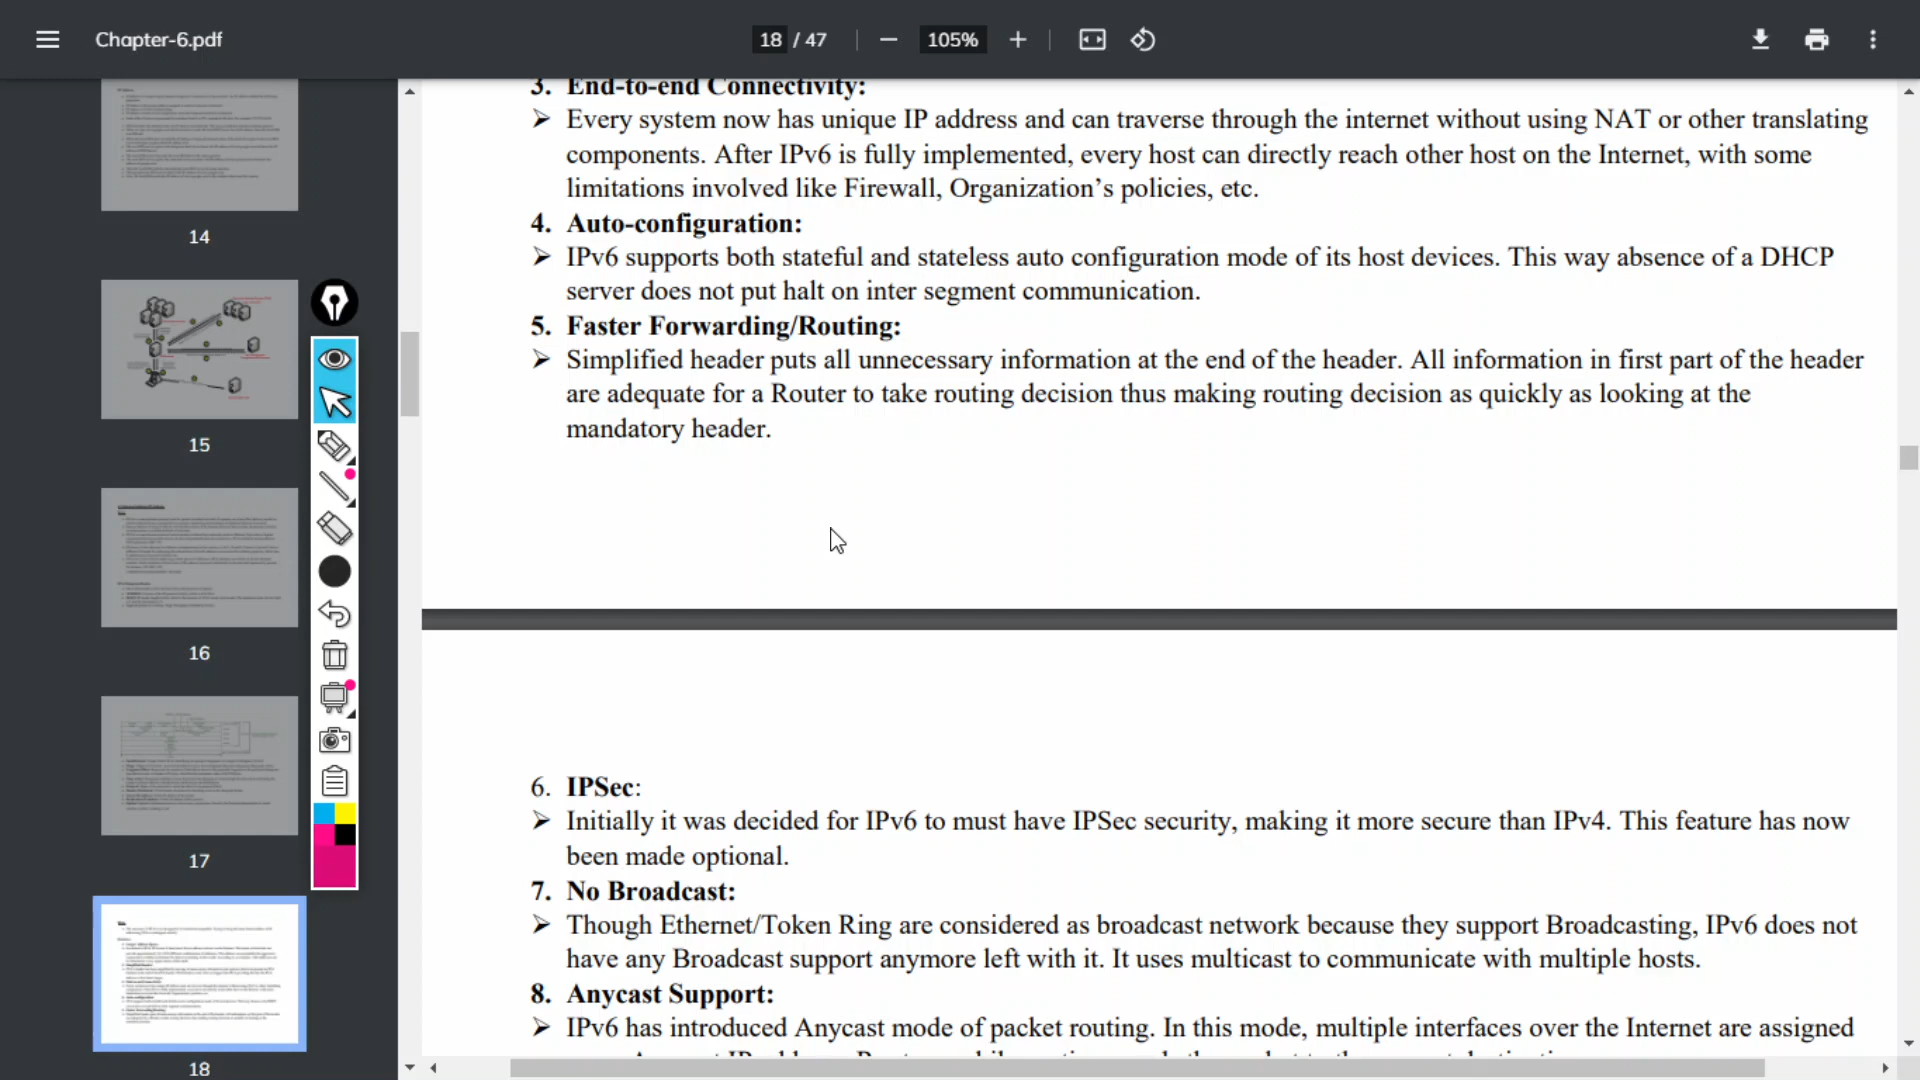 Chapter-6.pdf
18 / 47
105%
14
15
16
17
18
3. End-to-end Connectivity:
➢ Every system now has unique IP address and can traverse through the internet without using NAT or other translating
components. After IPv6 is fully implemented, every host can directly reach other host on the Internet, with some
limitations involved like Firewall, Organization’s policies, etc.
4. Auto-configuration:
➢ IPv6 supports both stateful and stateless auto configuration mode of its host devices. This way absence of a DHCP
server does not put halt on inter segment communication.
5. Faster Forwarding/Routing:
➢ Simplified header puts all unnecessary information at the end of the header. All information in first part of the header
are adequate for a Router to take routing decision thus making routing decision as quickly as looking at the
mandatory header.
6. IPSec:
➢ Initially it was decided for IPv6 to must have IPSec security, making it more secure than IPv4. This feature has now
been made optional.
7. No Broadcast:
➢ Though Ethernet/Token Ring are considered as broadcast network because they support Broadcasting, IPv6 does not
have any Broadcast support anymore left with it. It uses multicast to communicate with multiple hosts.
8. Anycast Support:
➢ IPv6 has introduced Anycast mode of packet routing. In this mode, multiple interfaces over the Internet are assigned